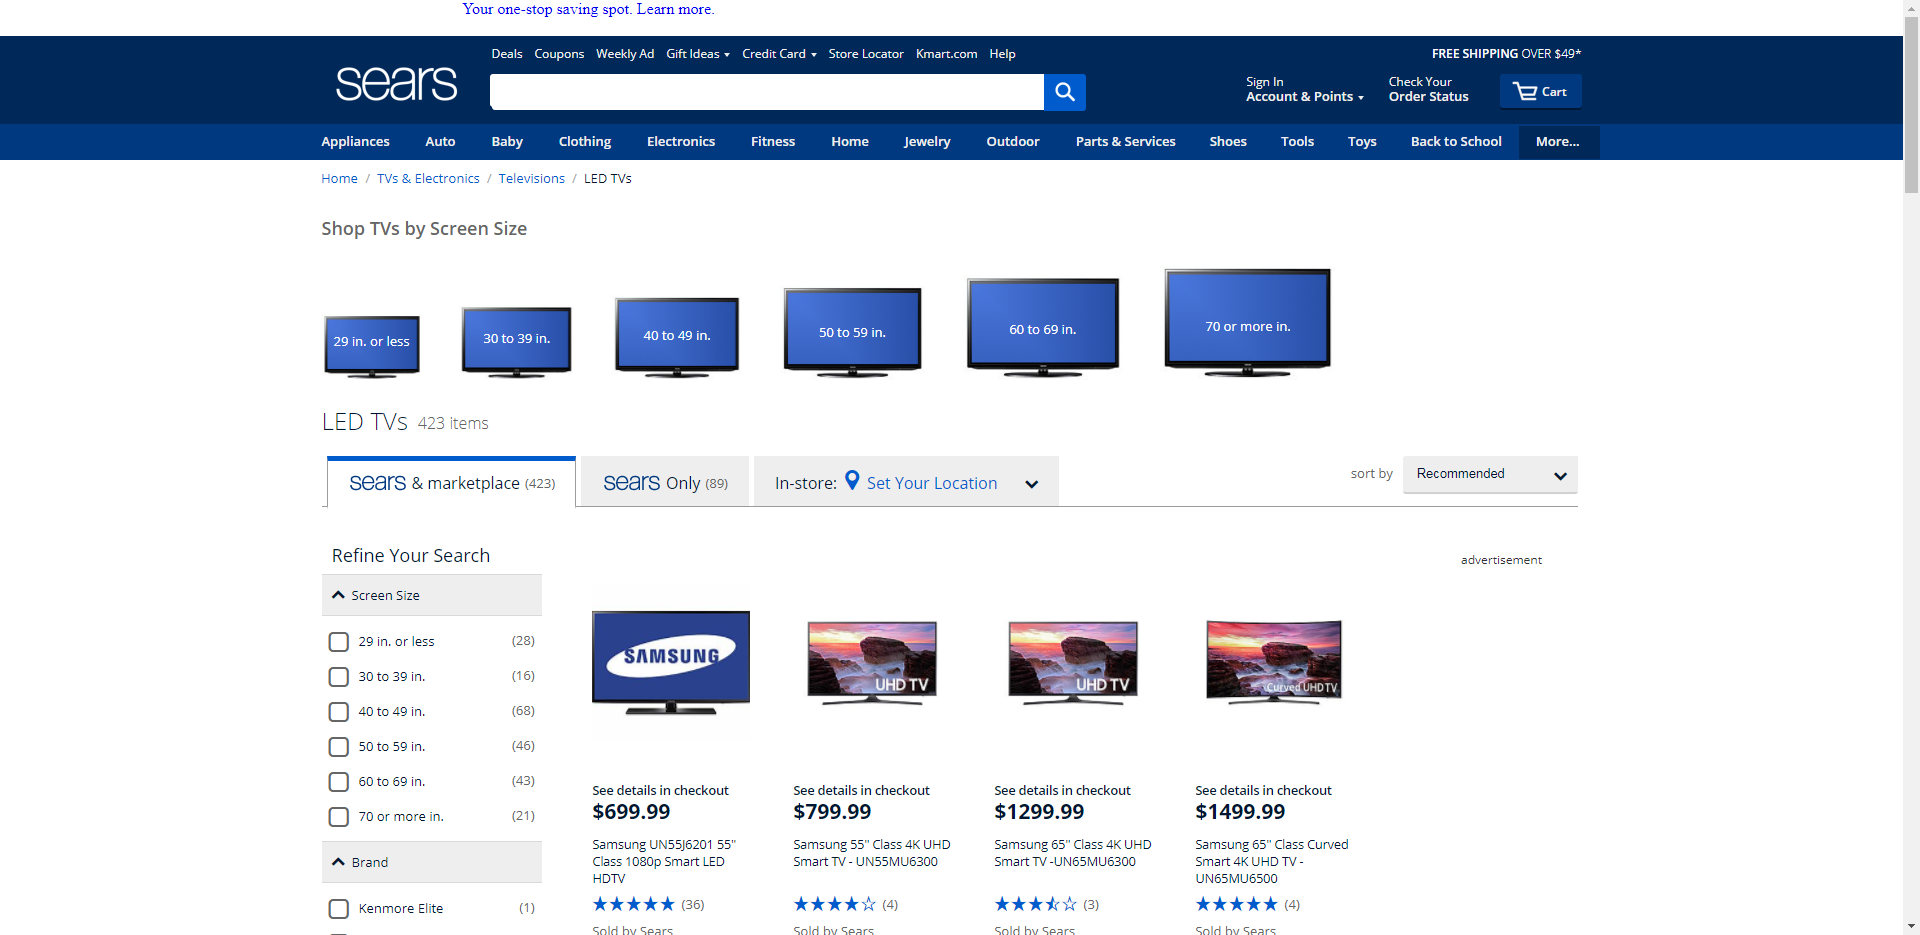 Your one-stop saving spot. Learn more.
Deals Coupons Weekly Ad Gift Ideas Credit Card Store Locator Kmart.com Help
FREE SHIPPING OVER $49*
sears
Sign In
Account & Points
Check Your
Order Status
Cart
Appliances Auto Baby Clothing Electronics Fitness Home Jewelry Outdoor Parts & Services Shoes Tools Toys Back to School More...
Home / TVs & Electronics / Televisions / LED TVs
Shop TVs by Screen Size
29 in. or less
30 to 39 in.
40 to 49 in.
50 to 59 in.
60 to 69 in.
70 or more in.
LED TVs 423 items
sears & marketplace (423)
sears Only (89)
In-store: Set Your Location
sort by Recommended
Refine Your Search
Screen Size
29 in. or less (28)
30 to 39 in. (16)
40 to 49 in. (68)
50 to 59 in. (46)
60 to 69 in. (43)
70 or more in. (21)
Brand
Kenmore Elite (1)
advertisement
SAMSUNG
See details in checkout
$699.99
Samsung UN55J6201 55"
Class 1080p Smart LED
HDTV
(36)
Sold by Sears
UHD TV
See details in checkout
$799.99
Samsung 55" Class 4K UHD
Smart TV - UN55MU6300
(4)
Sold by Sears
UHD TV
See details in checkout
$1299.99
Samsung 65" Class 4K UHD
Smart TV -UN65MU6300
(3)
Sold by Sears
Curved UHD TV
See details in checkout
$1499.99
Samsung 65" Class Curved
Smart 4K UHD TV -
UN65MU6500
(4)
Sold by Sears